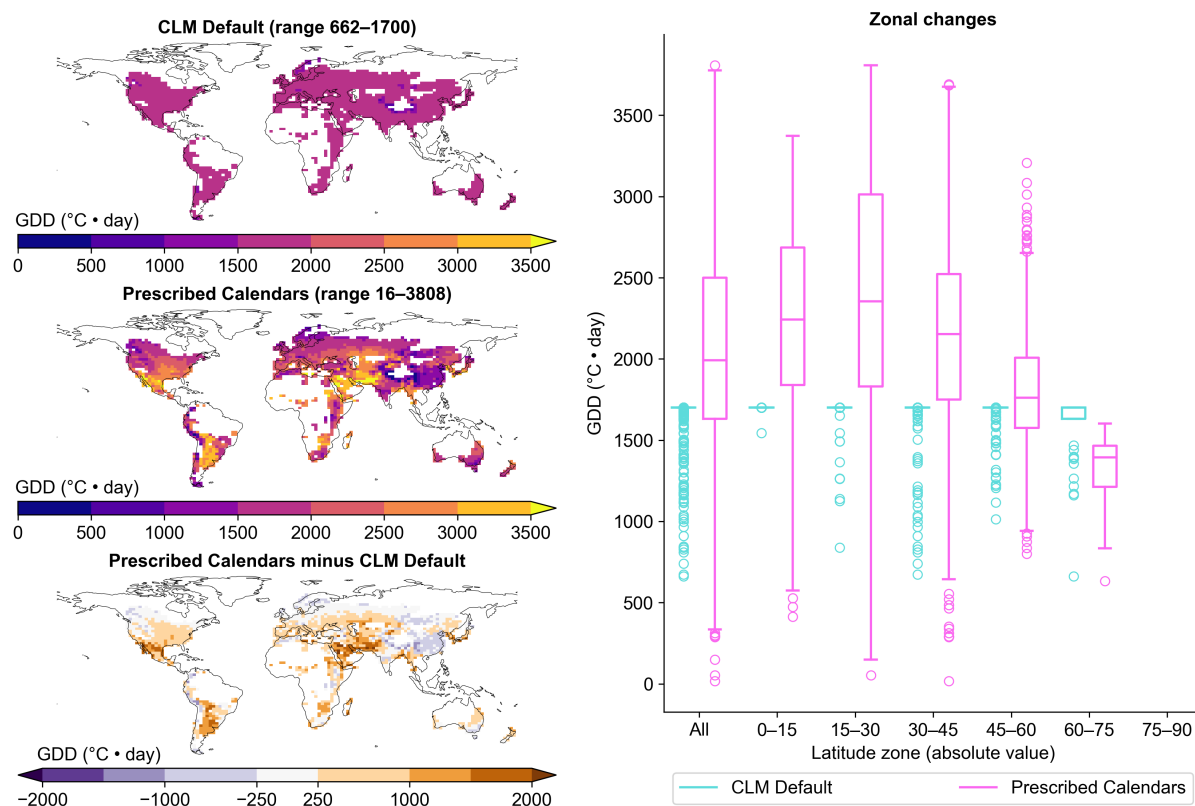 CLM Default (range 662–1700)
GDD (°C • day)
0 500 1000 1500 2000 2500 3000 3500
Prescribed Calendars (range 16–3808)
GDD (°C • day)
0 500 1000 1500 2000 2500 3000 3500
Prescribed Calendars minus CLM Default
GDD (°C • day)
−2000 −1000 −250 250 1000 2000
Zonal changes
GDD (°C • day)
3500
3000
2500
2000
1500
1000
500
0
All 0–15 15–30 30–45 45–60 60–75 75–90
Latitude zone (absolute value)
CLM Default Prescribed Calendars